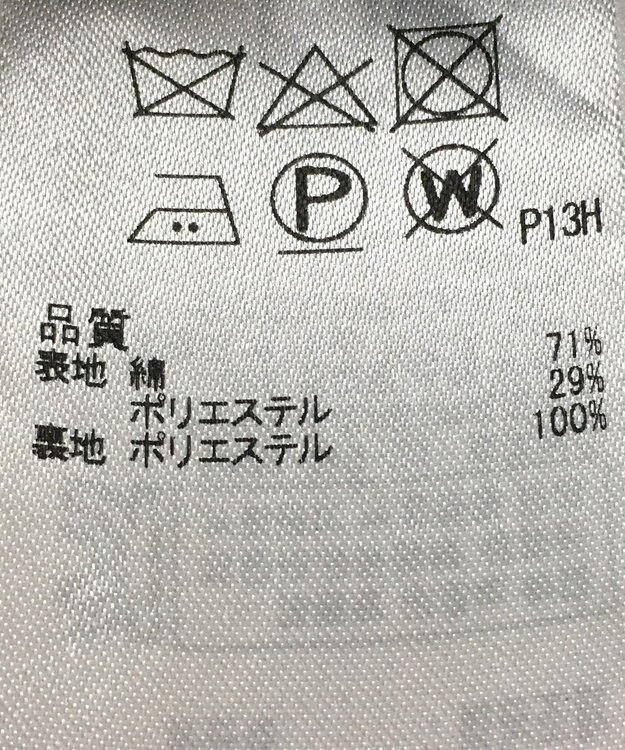 P
W
P13H
品質
表地 綿 71%
ポリエステル 29%
裏地 ポリエステル 100%